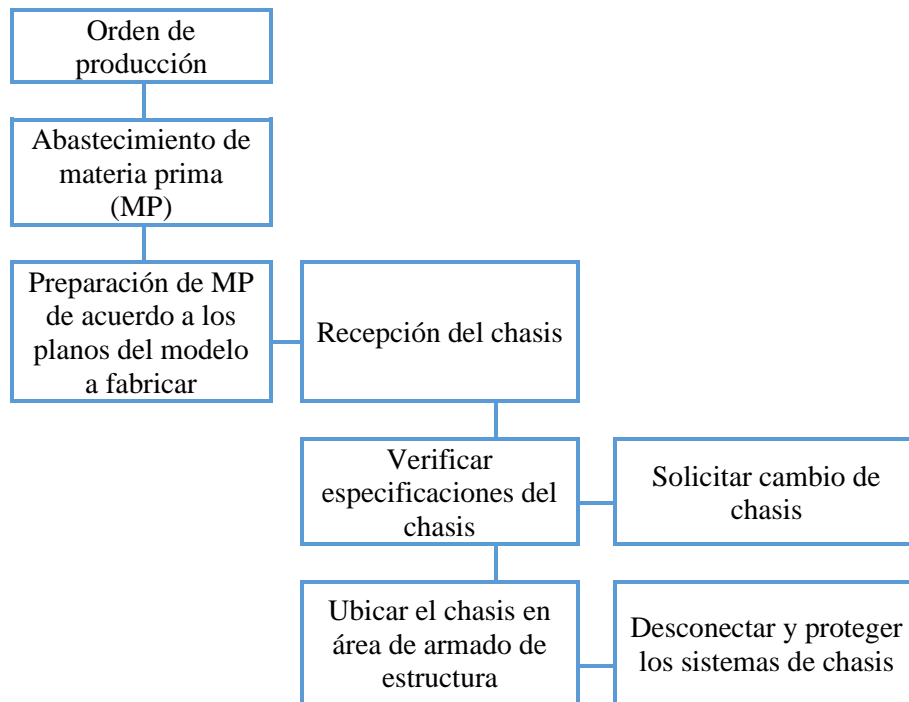 Orden de
producción
Abastecimiento de
materia prima
(MP)
Preparación de MP
de acuerdo a los
planos del modelo
a fabricar
Recepción del chasis
Verificar
especificaciones del
chasis
Solicitar cambio de
chasis
Ubicar el chasis en
área de armado de
estructura
Desconectar y proteger
los sistemas de chasis